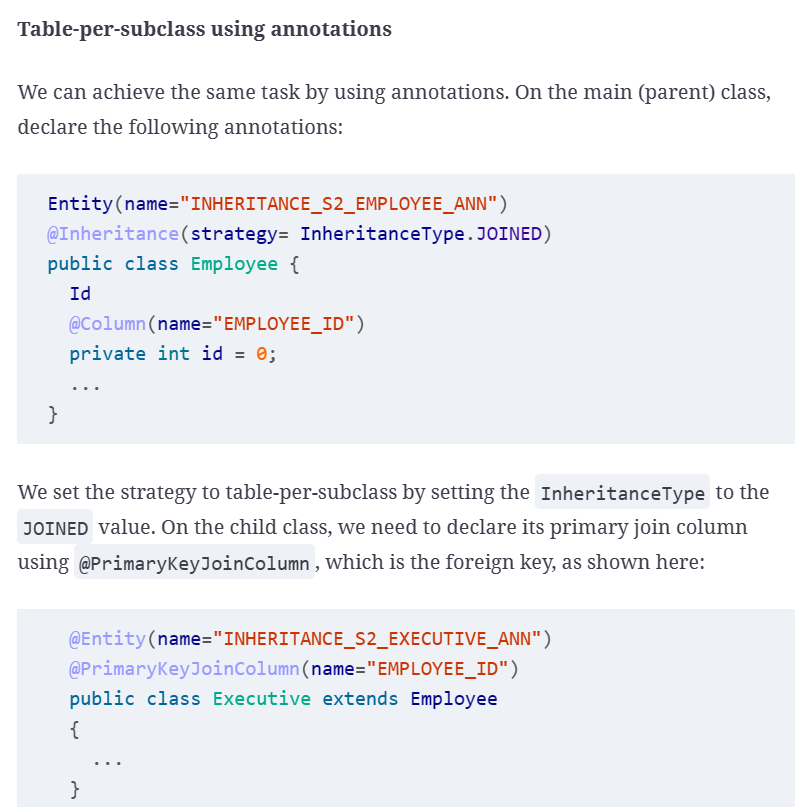 Table-per-subclass using annotations
We can achieve the same task by using annotations. On the main (parent) class,
declare the following annotations:
Entity(name="INHERITANCE_S2_EMPLOYEE_ANN")
@Inheritance(strategy= InheritanceType.JOINED)
public class Employee {
Id
@Column(name="EMPLOYEE_ID")
private int id = 0;
...
}
We set the strategy to table-per-subclass by setting the InheritanceType to the
JOINED value. On the child class, we need to declare its primary join column
using @PrimaryKeyJoinColumn, which is the foreign key, as shown here:
@Entity(name="INHERITANCE_S2_EXECUTIVE_ANN")
@PrimaryKeyJoinColumn(name="EMPLOYEE_ID")
public class Executive extends Employee
{
...
}